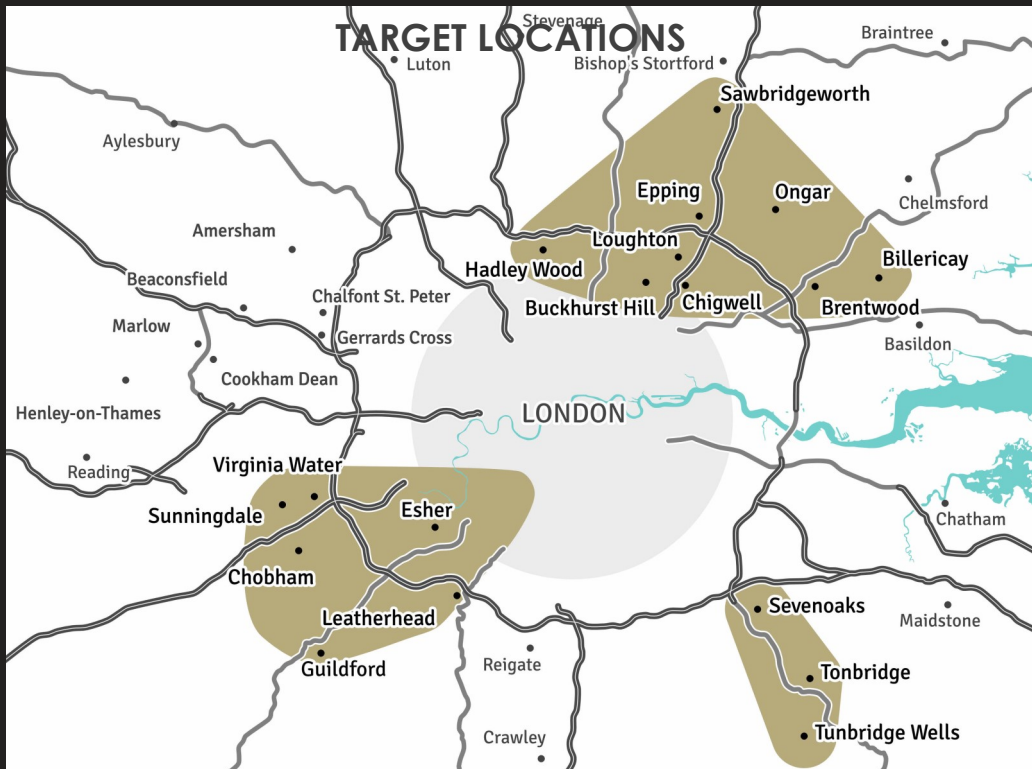 TARGET LOCATIONS
Stevenage
Braintree
Luton
Bishop's Stortford
Sawbridgeworth
Aylesbury
Epping
Ongar
Chelmsford
Amersham
Loughton
Hadley Wood
Billericay
Beaconsfield
Chalfont St. Peter
Buckhurst Hill
Chigwell
Brentwood
Marlow
Gerrards Cross
Basildon
Cookham Dean
Henley-on-Thames
LONDON
Reading
Virginia Water
Sunningdale
Esher
Chatham
Chobham
Leatherhead
Sevenoaks
Maidstone
Guildford
Reigate
Tonbridge
Crawley
Tunbridge Wells